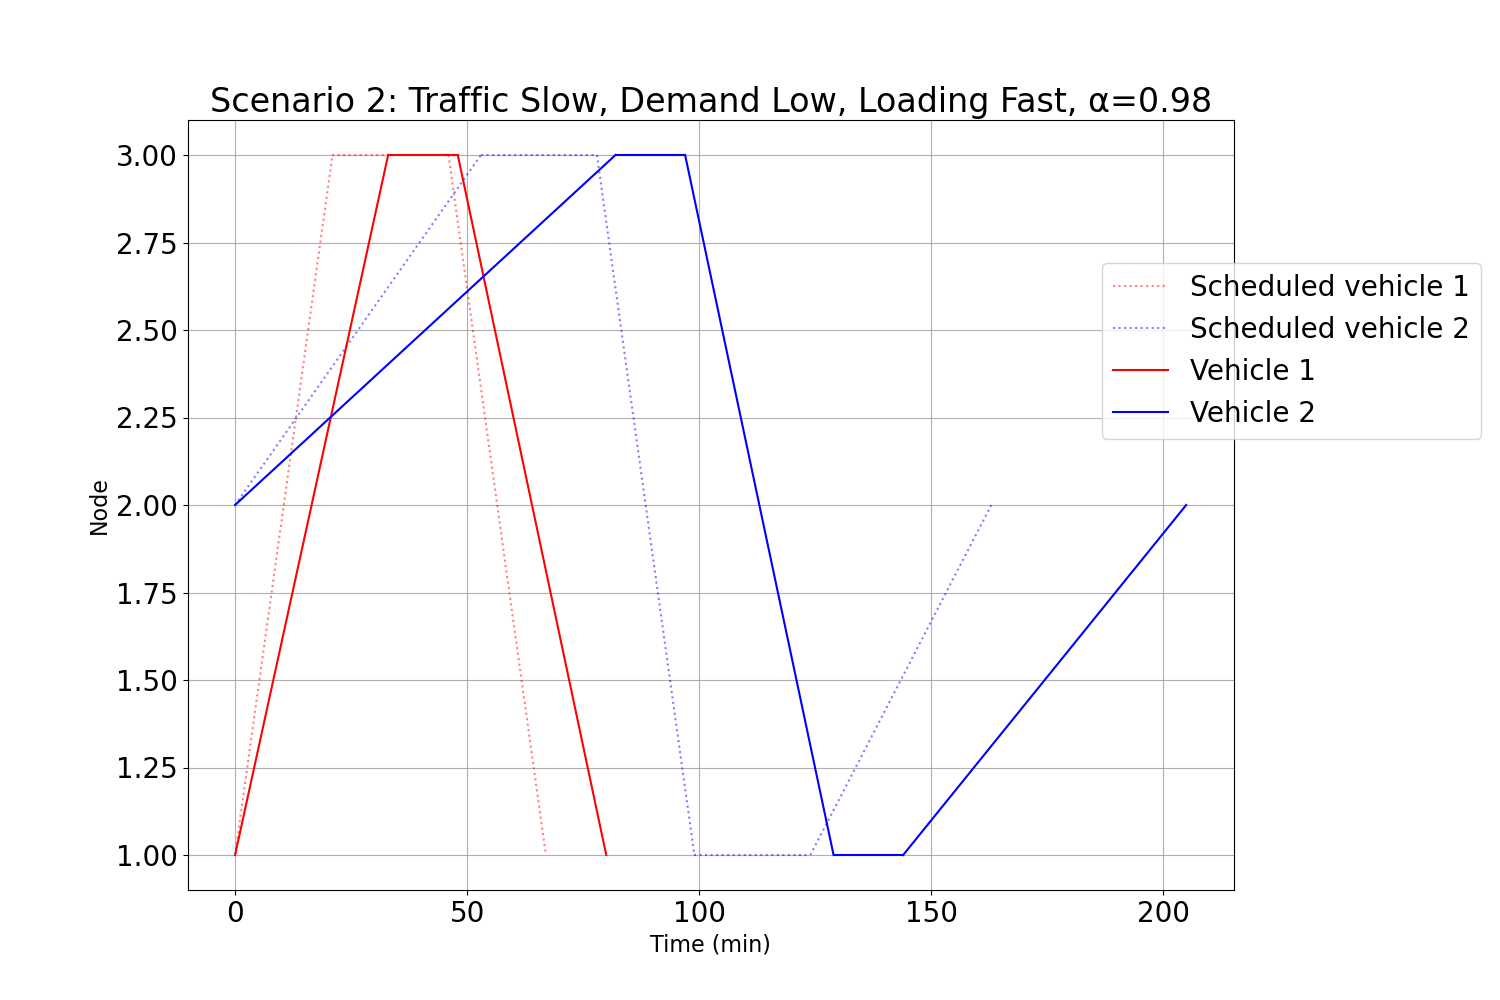 Scenario 2: Traffic Slow, Demand Low, Loading Fast, α=0.98
3.00
2.75
2.50
2.25
2.00
1.75
1.50
1.25
1.00
Node
0 50 100 150 200
Time (min)
Scheduled vehicle 1
Scheduled vehicle 2
Vehicle 1
Vehicle 2